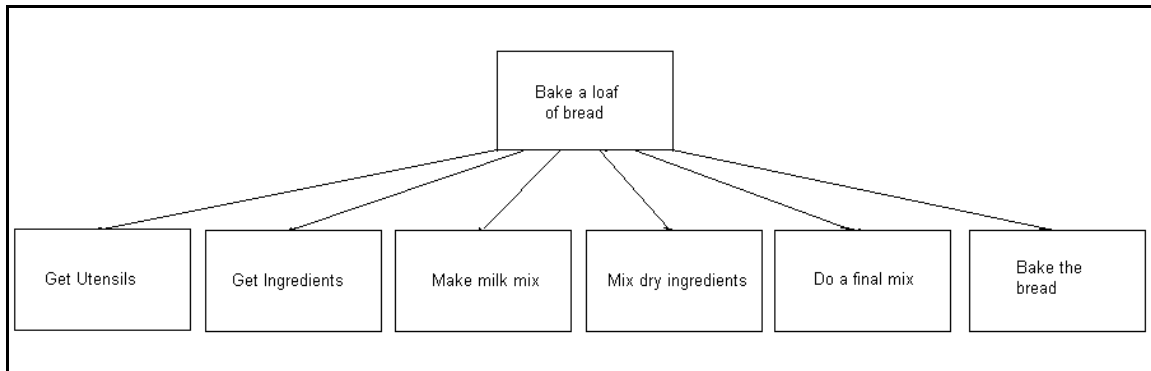 Bake a loaf
of bread
Get Utensils
Get Ingredients
Make milk mix
Mix dry ingredients
Do a final mix
Bake the
bread